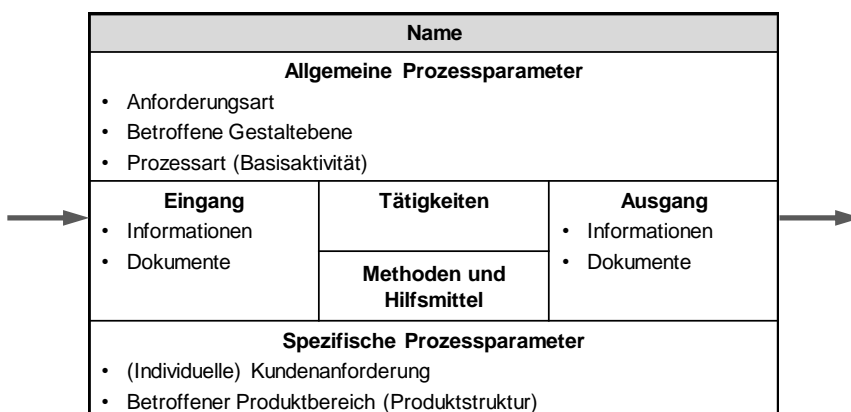 Name
Allgemeine Prozessparameter
• Anforderungsart
• Betroffene Gestaltebene
• Prozessart (Basisaktivität)
Eingang
• Informationen
• Dokumente
Tätigkeiten
Methoden und
Hilfsmittel
Ausgang
• Informationen
• Dokumente
Spezifische Prozessparameter
• (Individuelle) Kundenanforderung
• Betroffener Produktbereich (Produktstruktur)